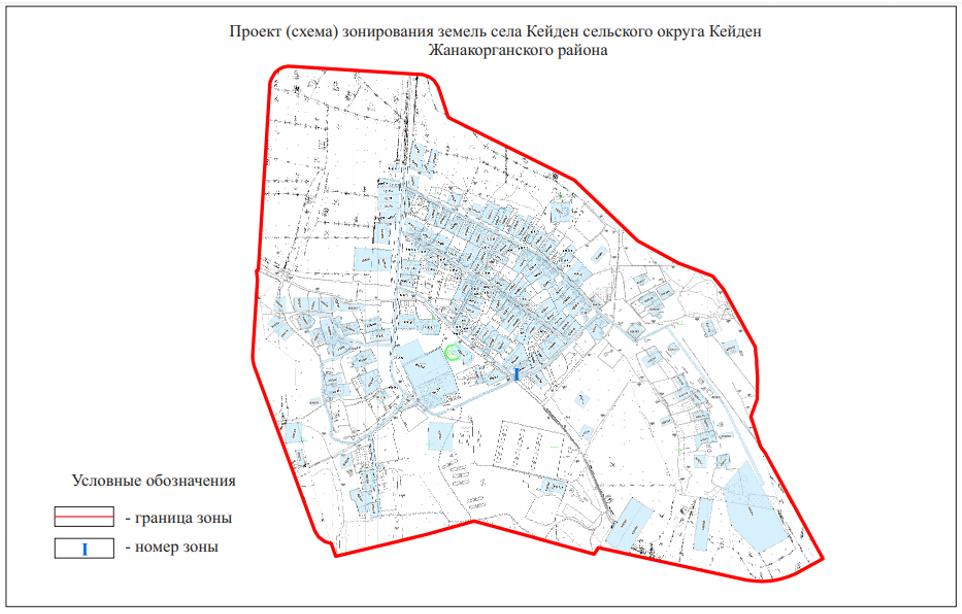 Проект (схема) зонирования земель села Кейден сельского округа Кейден
Жанакорганского района
I
Условные обозначения
- граница зоны
I - номер зоны